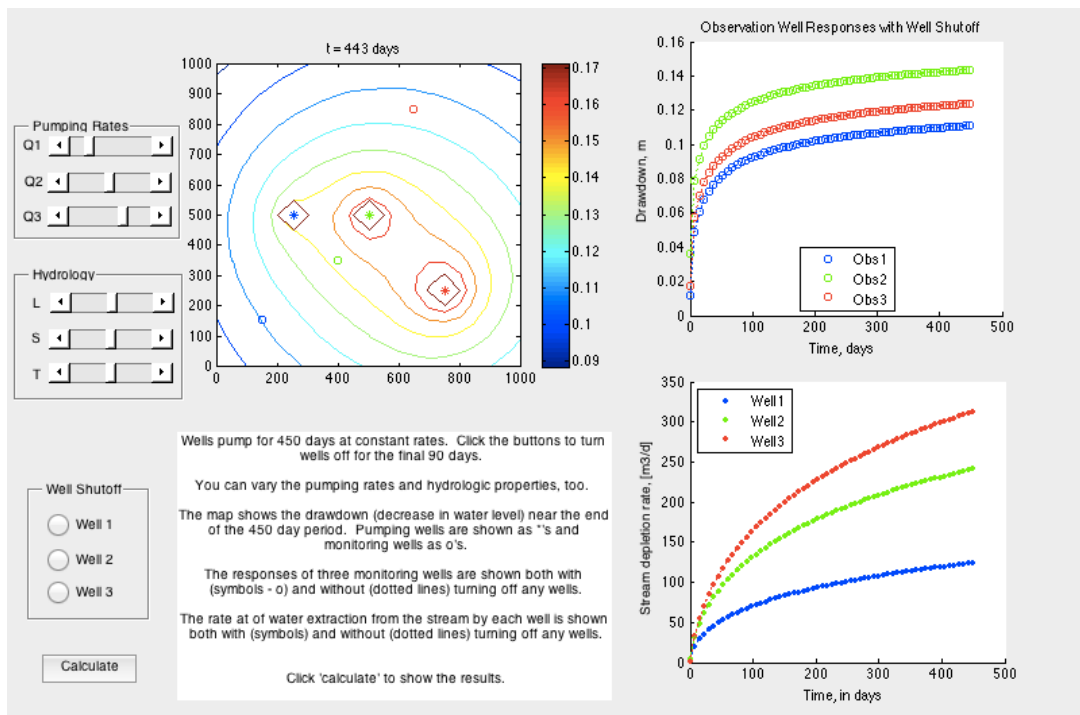 Pumping Rates
Q1
Q2
Q3
Hydrology
L
S
T
t = 443 days
1000
900
800
700
600
500
400
300
200
100
0
0 200 400 600 800 1000
0.17
0.16
0.15
0.14
0.13
0.12
0.11
0.1
0.09
Observation Well Responses with Well Shutoff
Drawdown, m
0.16
0.14
0.12
0.1
0.08
0.06
0.04
0.02
0
Obs1
Obs2
Obs3
0 100 200 300 400 500
Time, days
Well Shutoff
Well 1
Well 2
Well 3
Calculate
Wells pump for 450 days at constant rates. Click the buttons to turn
wells off for the final 90 days.
You can vary the pumping rates and hydrologic properties, too.
The map shows the drawdown (decrease in water level) near the end
of the 450 day period. Pumping wells are shown as *'s and
monitoring wells as o's.
The responses of three monitoring wells are shown both with
(symbols - o) and without (dotted lines) turning off any wells.
The rate at of water extraction from the stream by each well is shown
both with (symbols) and without (dotted lines) turning off any wells.
Click 'calculate' to show the results.
Stream depletion rate, [m3/d]
350
300
250
200
150
100
50
0
Well1
Well2
Well3
0 100 200 300 400 500
Time, in days